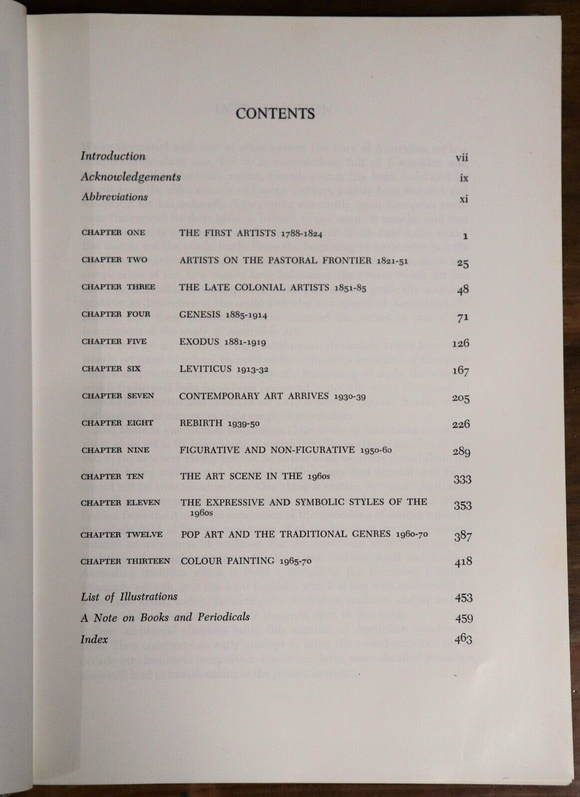 CONTENTS
Introduction vii
Acknowledgements ix
Abbreviations xi
CHAPTER ONE THE FIRST ARTISTS 1788-1824 1
CHAPTER TWO ARTISTS ON THE PASTORAL FRONTIER 1821-51 25
CHAPTER THREE THE LATE COLONIAL ARTISTS 1851-85 48
CHAPTER FOUR GENESIS 1885-1914 71
CHAPTER FIVE EXODUS 1881-1919 126
CHAPTER SIX LEVITICUS 1913-32 167
CHAPTER SEVEN CONTEMPORARY ART ARRIVES 1930-39 205
CHAPTER EIGHT REBIRTH 1939-50 226
CHAPTER NINE FIGURATIVE AND NON-FIGURATIVE 1950-60 289
CHAPTER TEN THE ART SCENE IN THE 1960s 333
CHAPTER ELEVEN THE EXPRESSIVE AND SYMBOLIC STYLES OF THE 353
1960s
CHAPTER TWELVE POP ART AND THE TRADITIONAL GENRES 1960-70 387
CHAPTER THIRTEEN COLOUR PAINTING 1965-70 418
List of Illustrations 453
A Note on Books and Periodicals 459
Index 463